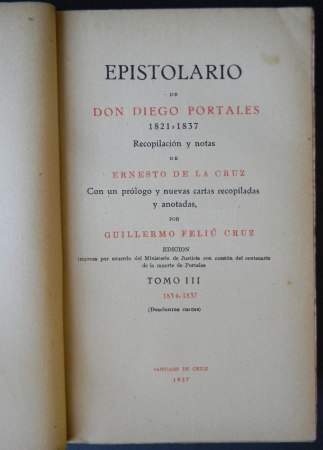 EPISTOLARIO
DE
DON DIEGO PORTALES
1821-1837
Recopilación y notas
DE
ERNESTO DE LA CRUZ
Con un prólogo y nuevas cartas recopiladas
y anotadas,
POR
GUILLERMO FELIÚ CRUZ
EDICION
impresa por acuerdo del Ministerio de Justicia con ocasión del centenario
de la muerte de Portales
TOMO III
1834-1837
(Doscientas cartas)
SANTIAGO DE CHILE
1937